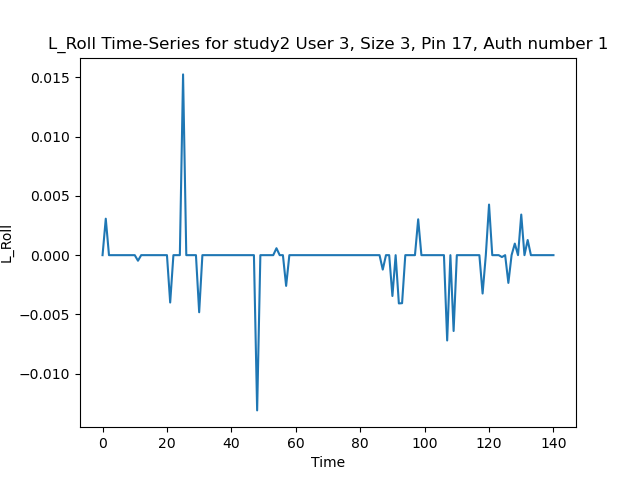 L_Roll Time-Series for study2 User 3, Size 3, Pin 17, Auth number 1
0.015
0.010
0.005
0.000
−0.005
−0.010
L_Roll
0 20 40 60 80 100 120 140
Time